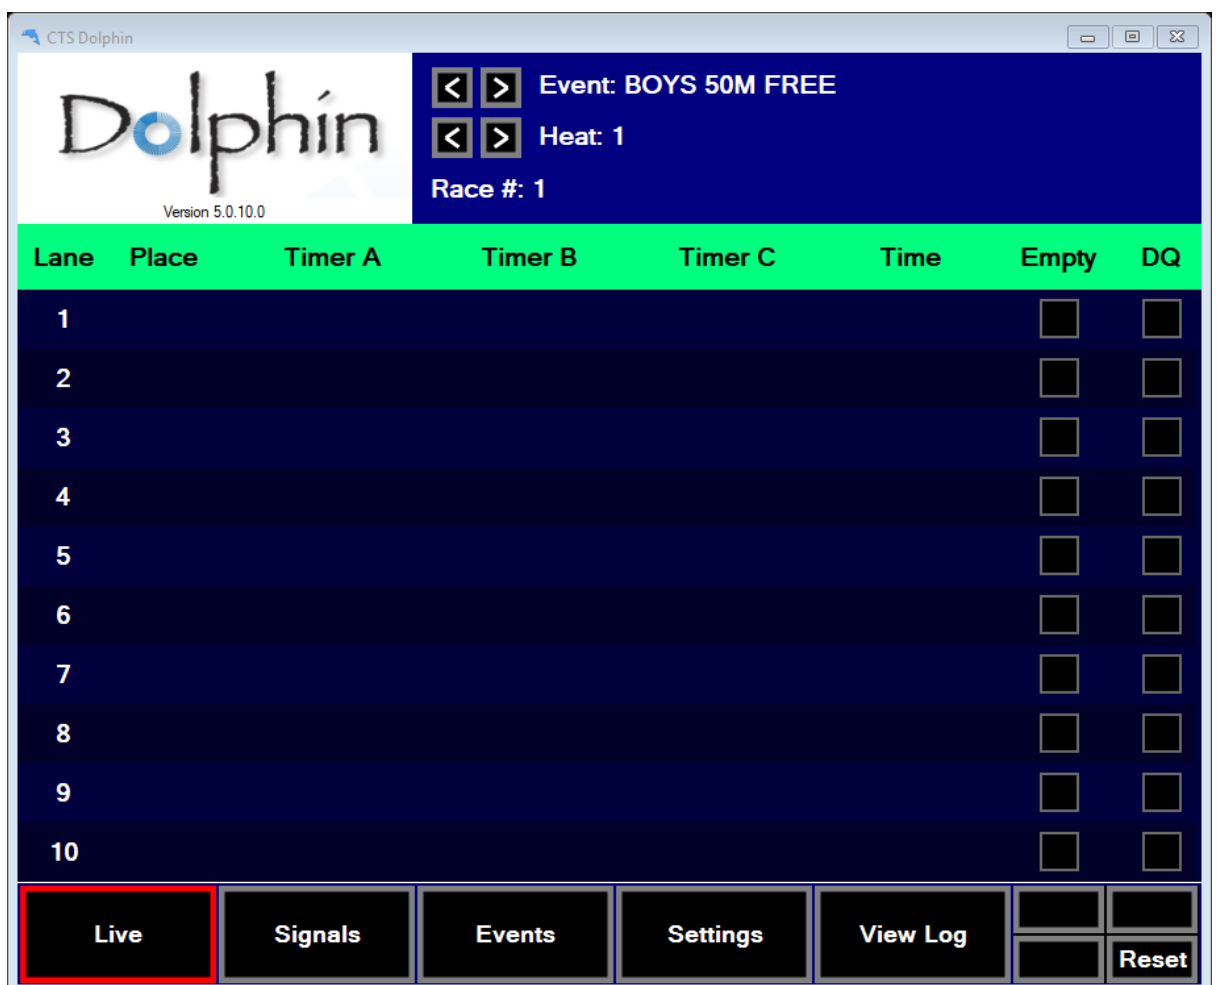 CTS Dolphin
Dolphin
Version 5.0.10.0
< > Event: BOYS 50M FREE
< > Heat: 1
Race #: 1
Lane Place Timer A Timer B Timer C Time Empty DQ
1
2
3
4
5
6
7
8
9
10
Live Signals Events Settings View Log Reset